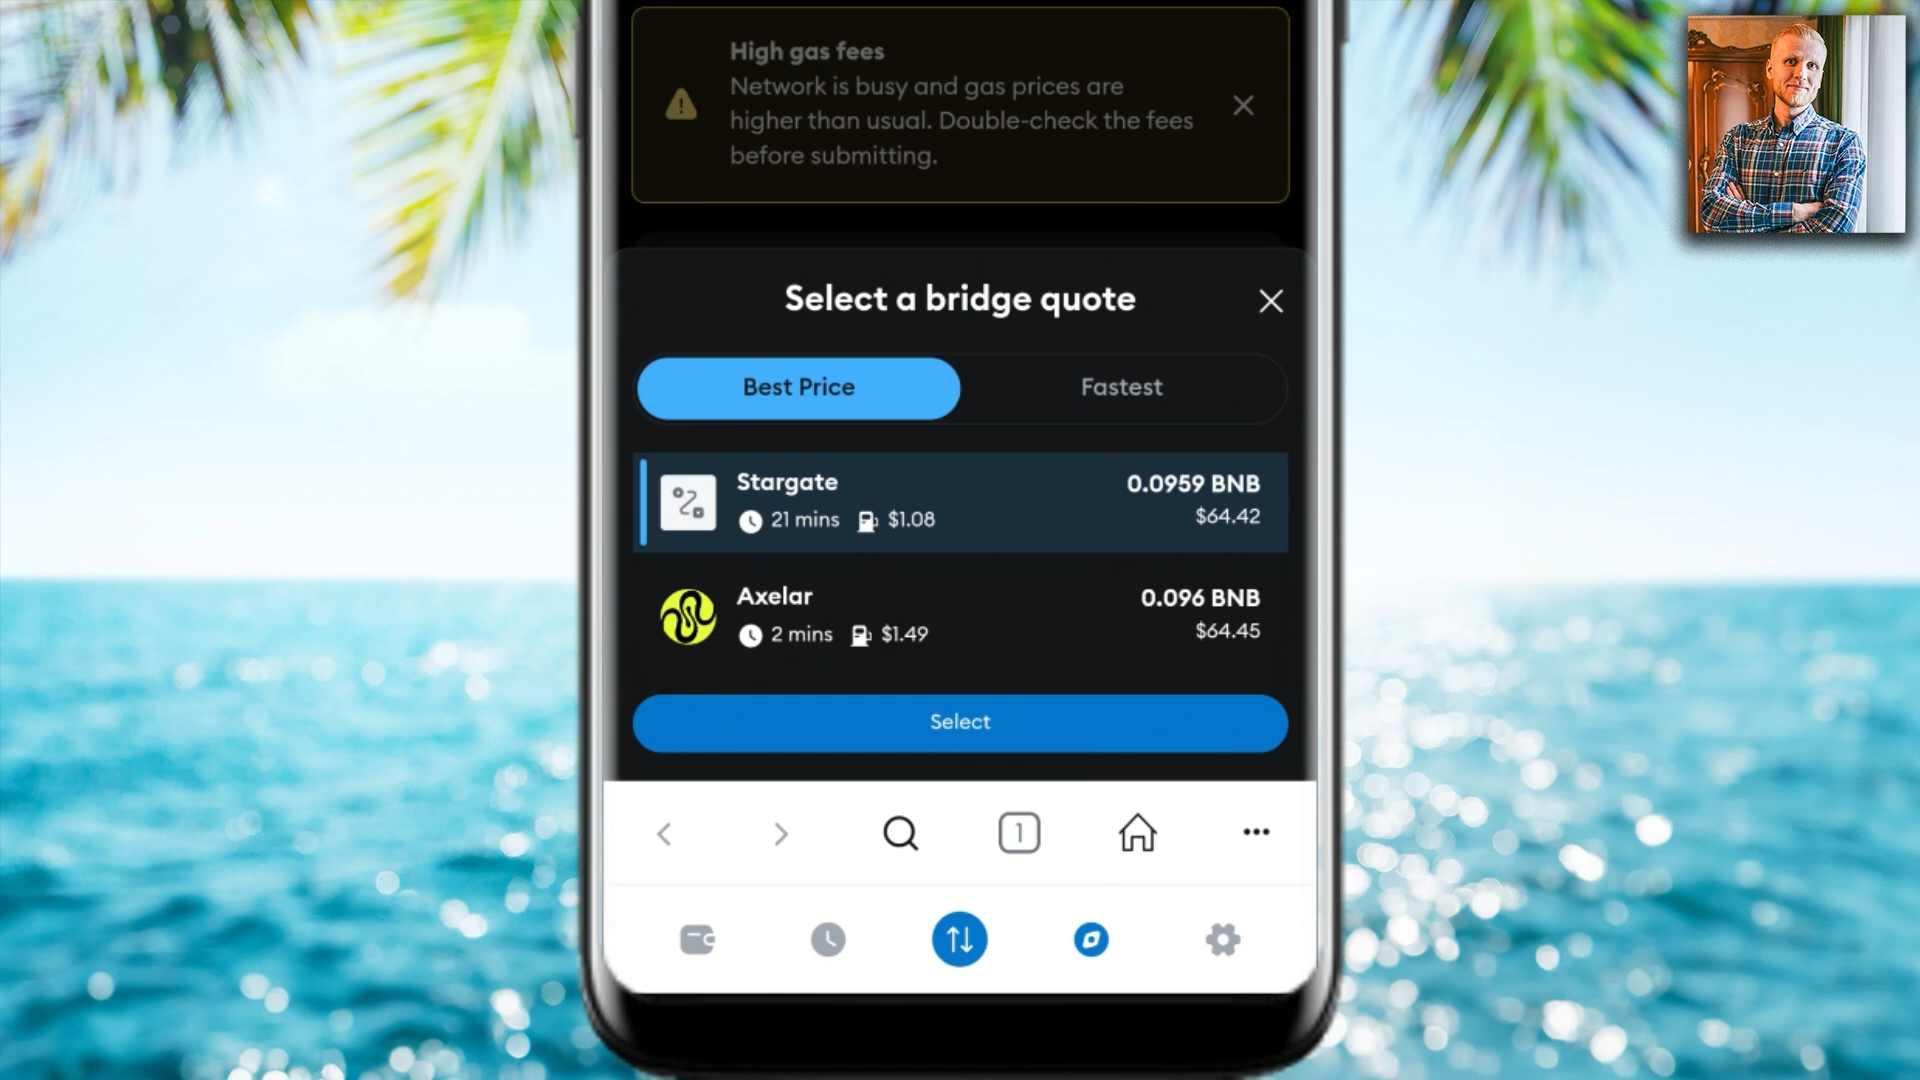 High gas fees
Network is busy and gas prices are
higher than usual. Double-check the fees
before submitting.
Select a bridge quote
Best Price
Fastest
Stargate
0.0959 BNB
21 mins $1.08
$64.42
Axelar
0.096 BNB
2 mins $1.49
$64.45
Select
1